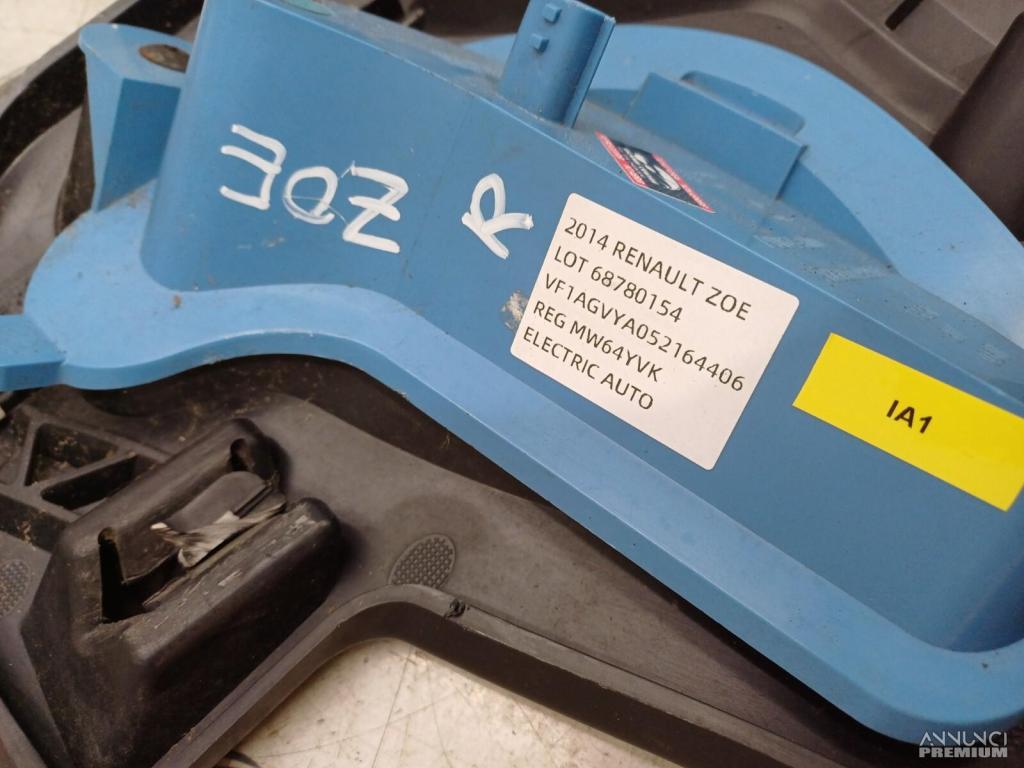 ZOE R
2014 RENAULT ZOE
LOT 68780154
VF1AGVYA052164406
REG MW64YVK
ELECTRIC AUTO
IA1
ANNUNCI
PREMIUM